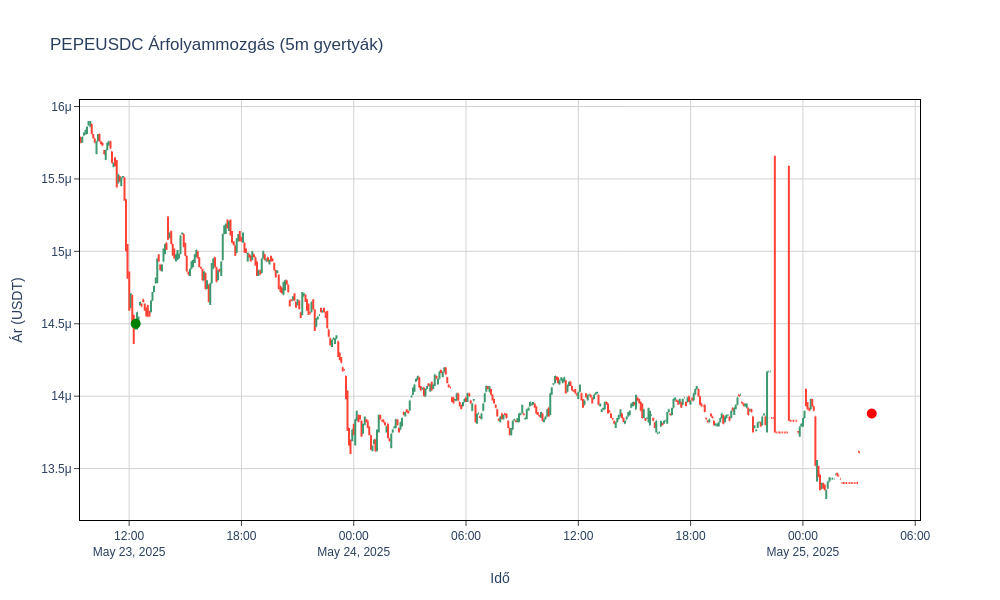 PEPEUSDC Árfolyammozgás (5m gyertyák)
16μ
15.5μ
15μ
14.5μ
14μ
13.5μ
Ár (USDT)
12:00 18:00 00:00 06:00 12:00 18:00 00:00 06:00
May 23, 2025 May 24, 2025 May 25, 2025
Idő